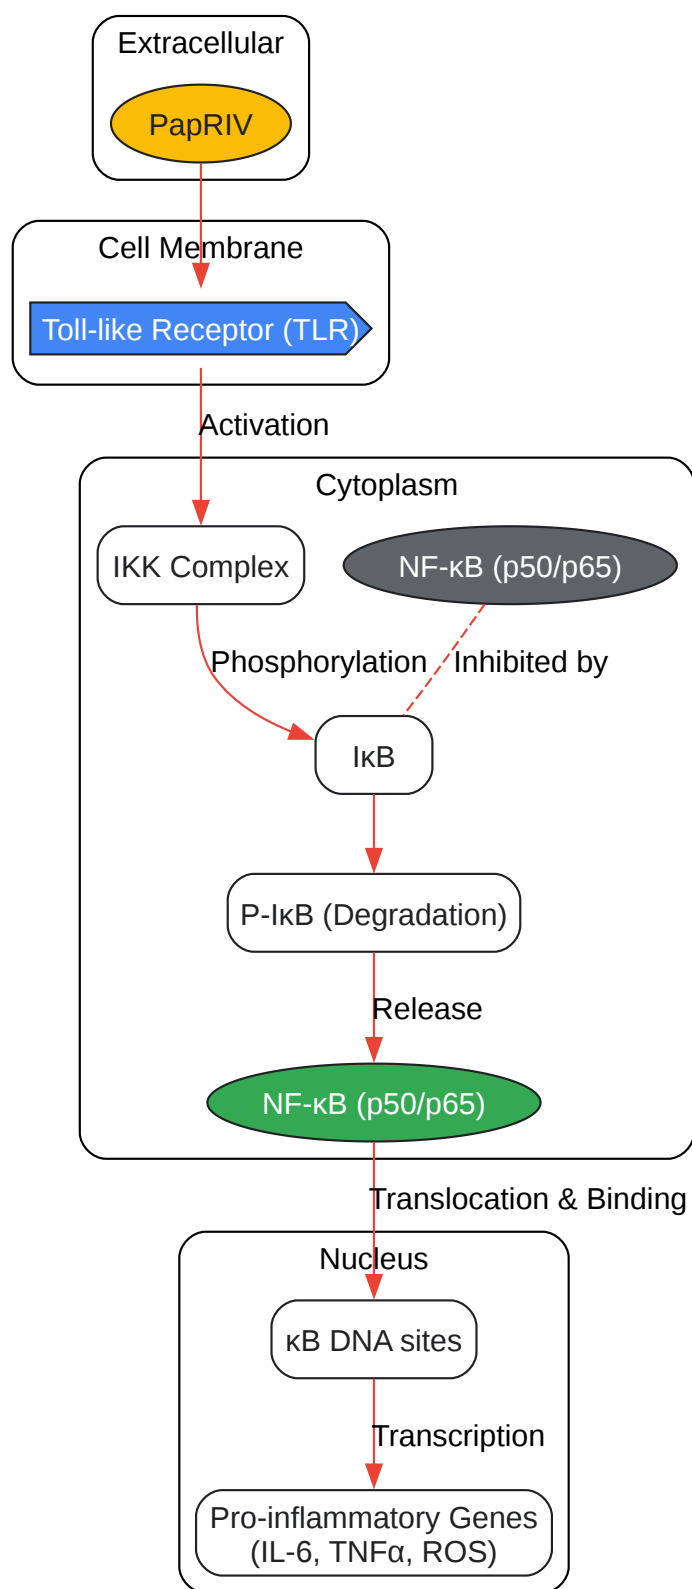 Extracellular
PapRIV
Cell Membrane
Toll-like Receptor (TLR)
Activation
Cytoplasm
IKK Complex
NF-κB (p50/p65)
Phosphorylation
Inhibited by
IκB
P-IκB (Degradation)
Release
NF-κB (p50/p65)
Translocation & Binding
Nucleus
κB DNA sites
Transcription
Pro-inflammatory Genes
(IL-6, TNFα, ROS)